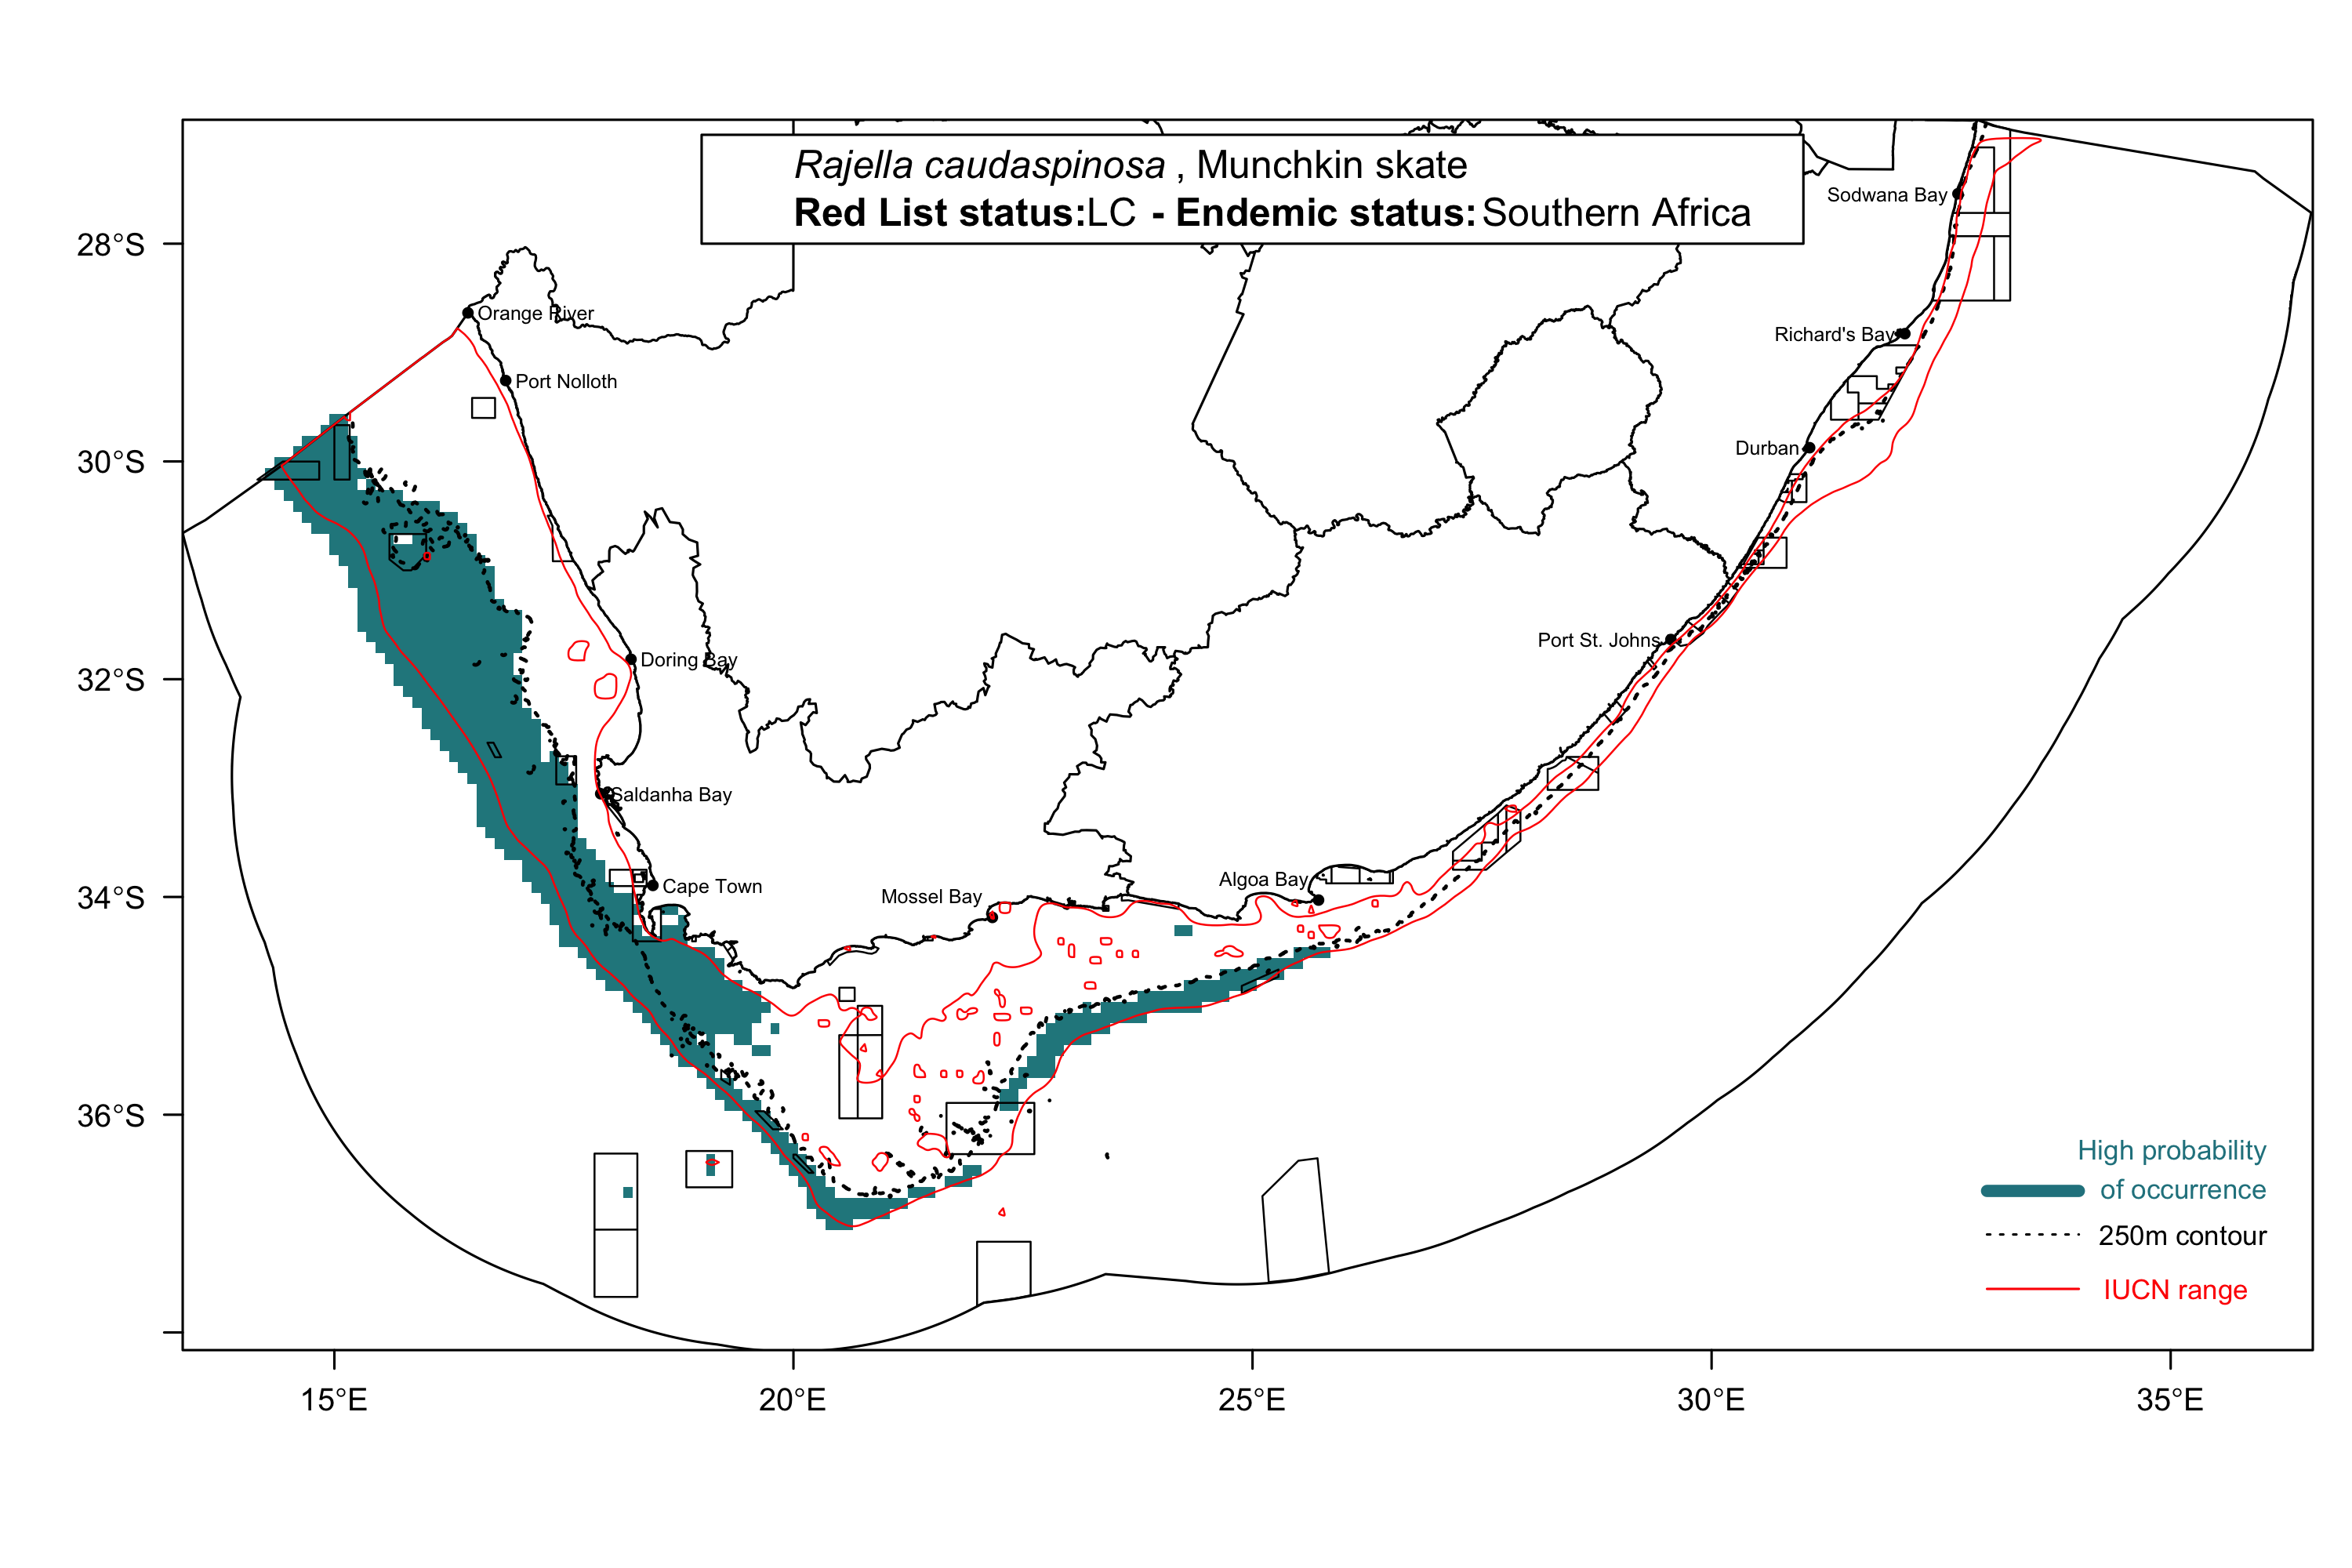 Rajella caudaspinosa , Munchkin skate
Red List status:LC - Endemic status:Southern Africa
Sodwana Bay
28°S
Orange River
Richard's Bay
Port Nolloth
Durban
30°S
Port St. Johns
Doring Bay
32°S
Saldanha Bay
Algoa Bay
Cape Town
Mossel Bay
34°S
36°S
High probability
of occurrence
250m contour
IUCN range
15°E
20°E
25°E
30°E
35°E